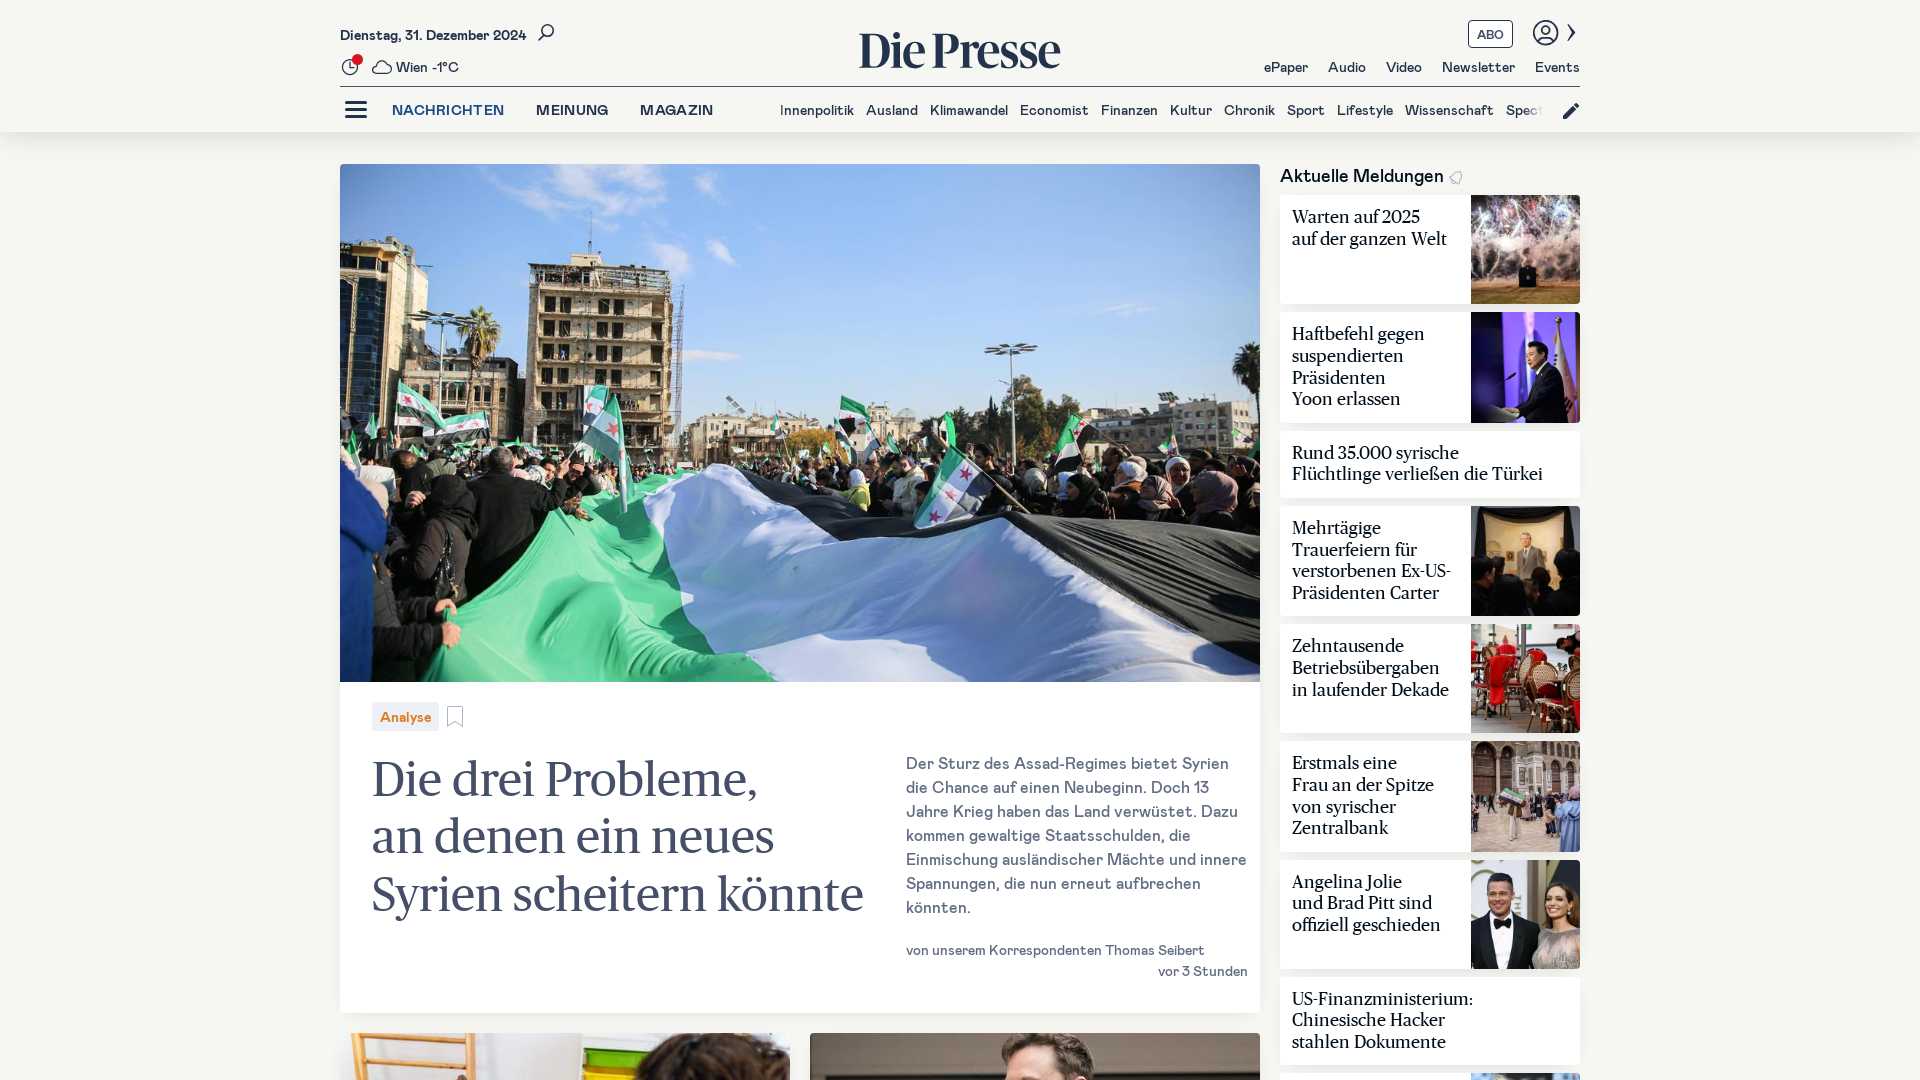 Dienstag, 31. Dezember 2024
Wien -1°C
Die Presse
ABO
ePaper Audio Video Newsletter Events
NACHRICHTEN MEINUNG MAGAZIN
Innenpolitik Ausland Klimawandel Economist Finanzen Kultur Chronik Sport Lifestyle Wissenschaft Spect
Analyse
Die drei Probleme,
an denen ein neues
Syrien scheitern könnte
Der Sturz des Assad-Regimes bietet Syrien
die Chance auf einen Neubeginn. Doch 13
Jahre Krieg haben das Land verwüstet. Dazu
kommen gewaltige Staatsschulden, die
Einmischung ausländischer Mächte und innere
Spannungen, die nun erneut aufbrechen
könnten.
von unserem Korrespondenten Thomas Seibert
vor 3 Stunden
Aktuelle Meldungen
Warten auf 2025
auf der ganzen Welt
Haftbefehl gegen
suspendierten
Präsidenten
Yoon erlassen
Rund 35.000 syrische
Flüchtlinge verließen die Türkei
Mehrtägige
Trauerfeiern für
verstorbenen Ex-US-
Präsidenten Carter
Zehntausende
Betriebsübergaben
in laufender Dekade
Erstmals eine
Frau an der Spitze
von syrischer
Zentralbank
Angelina Jolie
und Brad Pitt sind
offiziell geschieden
US-Finanzministerium:
Chinesische Hacker
stahlen Dokumente